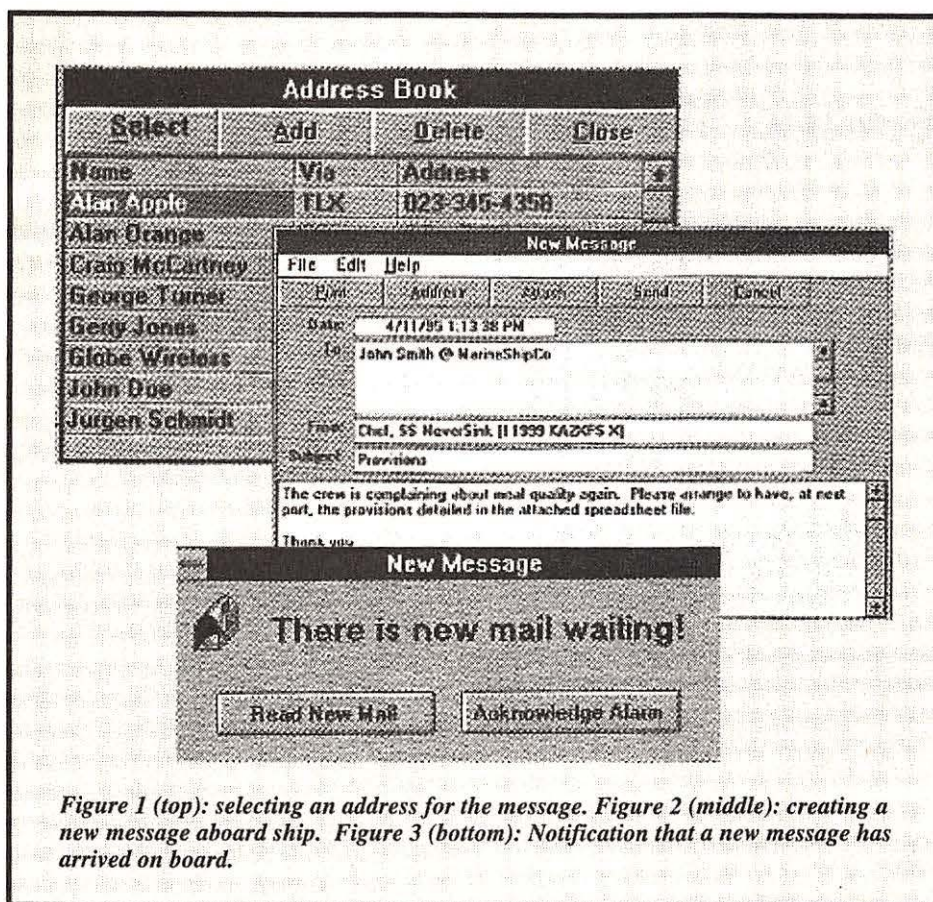 Address Book
Select Add Delete Close
Name Via Address
Alan Apple TLX 023-345-4358
Alan Orange
Craig McCartney
George Turner
Gerry Jones
Globe Wireless
John Doe
Jurgen Schmidt
New Message
File Edit Help
Print Address Attach Send Cancel
Date: 4/11/95 1:13:38 PM
To: John Smith @ MarineShipCo
From: Chef, SS NeverSink
Subject: Provisions
The crew is complaining about meal quality again. Please arrange to have, at next
port, the provisions detailed in the attached spreadsheet file.
Thank you
New Message
There is new mail waiting!
Read New Mail Acknowledge Alarm
Figure 1 (top): selecting an address for the message. Figure 2 (middle): creating a
new message aboard ship. Figure 3 (bottom): Notification that a new message has
arrived on board.